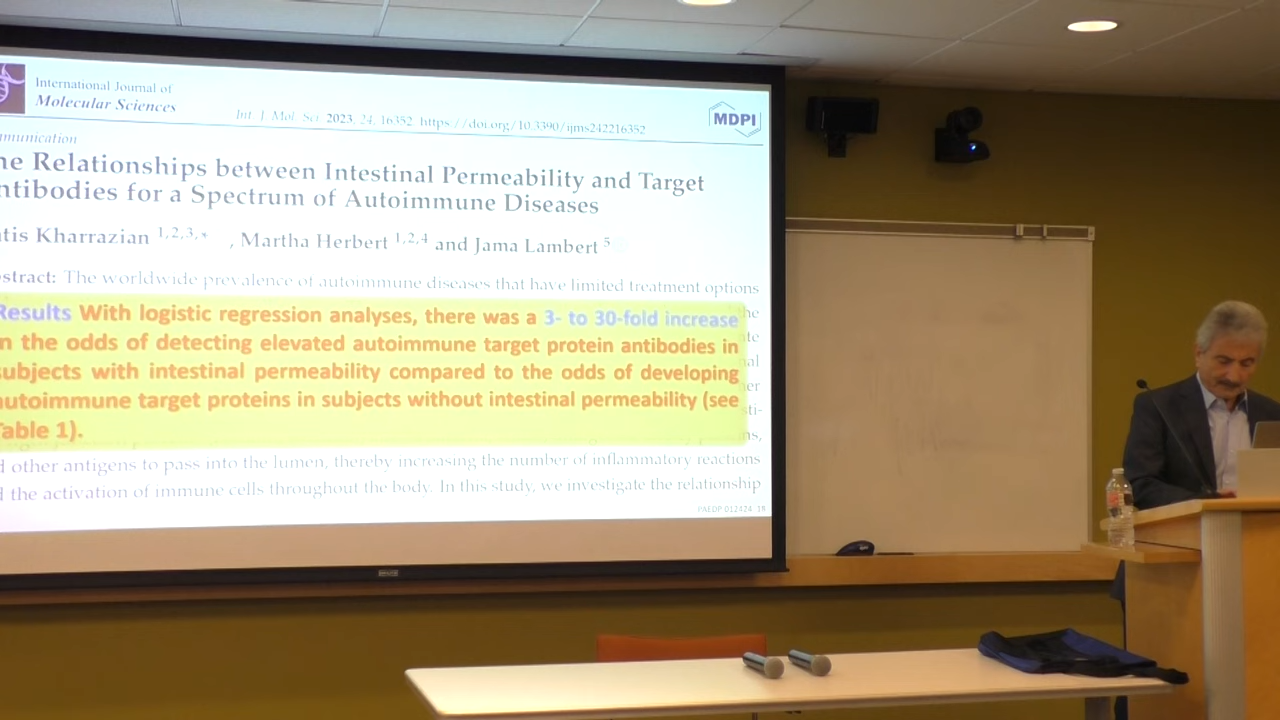 International Journal of
Molecular Sciences
Int. J. Mol. Sci. 2023, 24, 16352. https://doi.org/10.3390/ijms242216352
MDPI
mmunication
he Relationships between Intestinal Permeability and Target
ntibodies for a Spectrum of Autoimmune Diseases
atis Kharrazian 1,2,3,* , Martha Herbert 1,2,4 and Jama Lambert 5
stract: The worldwide prevalence of autoimmune diseases that have limited treatment options
Results With logistic regression analyses, there was a 3- to 30-fold increase
n the odds of detecting elevated autoimmune target protein antibodies in
subjects with intestinal permeability compared to the odds of developing
autoimmune target proteins in subjects without intestinal permeability (see
Table 1).
d other antigens to pass into the lumen, thereby increasing the number of inflammatory reactions
d the activation of immune cells throughout the body. In this study, we investigate the relationship
PAEDP 012424 19